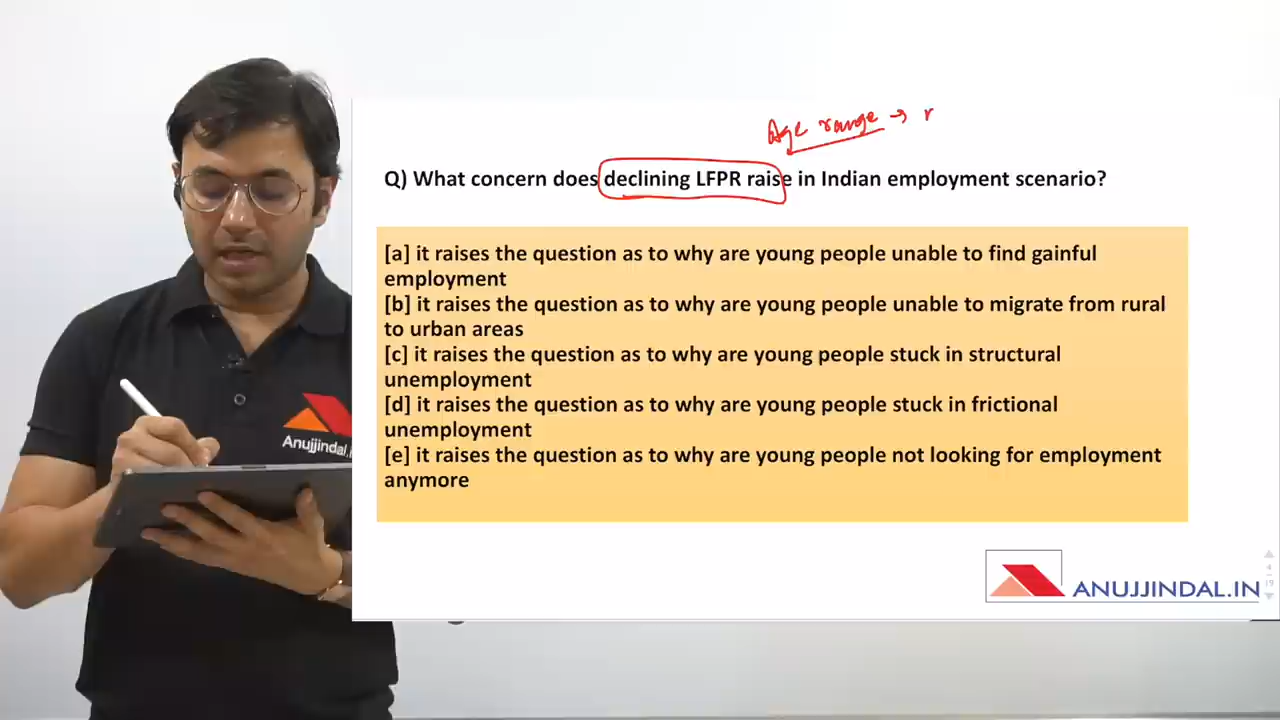 Age range → r
Q) What concern does declining LFPR raise in Indian employment scenario?
[a] it raises the question as to why are young people unable to find gainful
employment
[b] it raises the question as to why are young people unable to migrate from rural
to urban areas
[c] it raises the question as to why are young people stuck in structural
unemployment
[d] it raises the question as to why are young people stuck in frictional
unemployment
[e] it raises the question as to why are young people not looking for employment
anymore
Anujjindal.i
ANUJJINDAL.IN
4
19